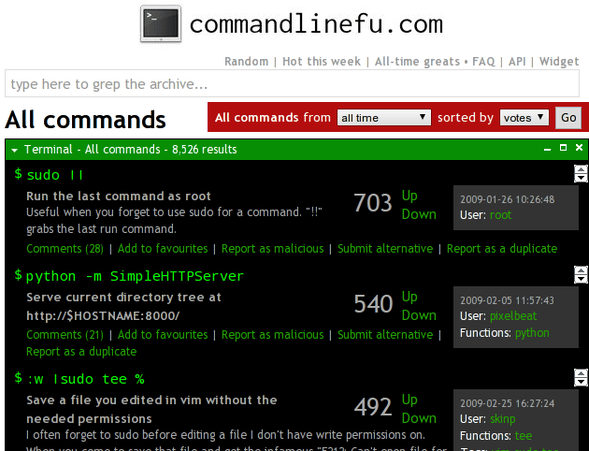 commandlinefu.com
Random | Hot this week | All-time greats • FAQ | API | Widget
type here to grep the archive...
All commands
All commands from all time sorted by votes Go
Terminal - All commands - 8,526 results
$ sudo !!
Run the last command as root
Useful when you forget to use sudo for a command. "!!"
grabs the last run command.
703 Up
Down
2009-01-26 10:26:48
User: root
Comments (28) | Add to favourites | Report as malicious | Submit alternative | Report as a duplicate
$ python -m SimpleHTTPServer
Serve current directory tree at
http://$HOSTNAME:8000/
540 Up
Down
2009-02-05 11:57:43
User: pixelbeat
Functions: python
Comments (21) | Add to favourites | Report as malicious | Submit alternative |
Report as a duplicate
$ :w !sudo tee %
Save a file you edited in vim without the
needed permissions
492 Up
Down
2009-02-25 16:27:24
User: skinp
Functions: tee
I often forget to sudo before editing a file I don't have write permissions on.